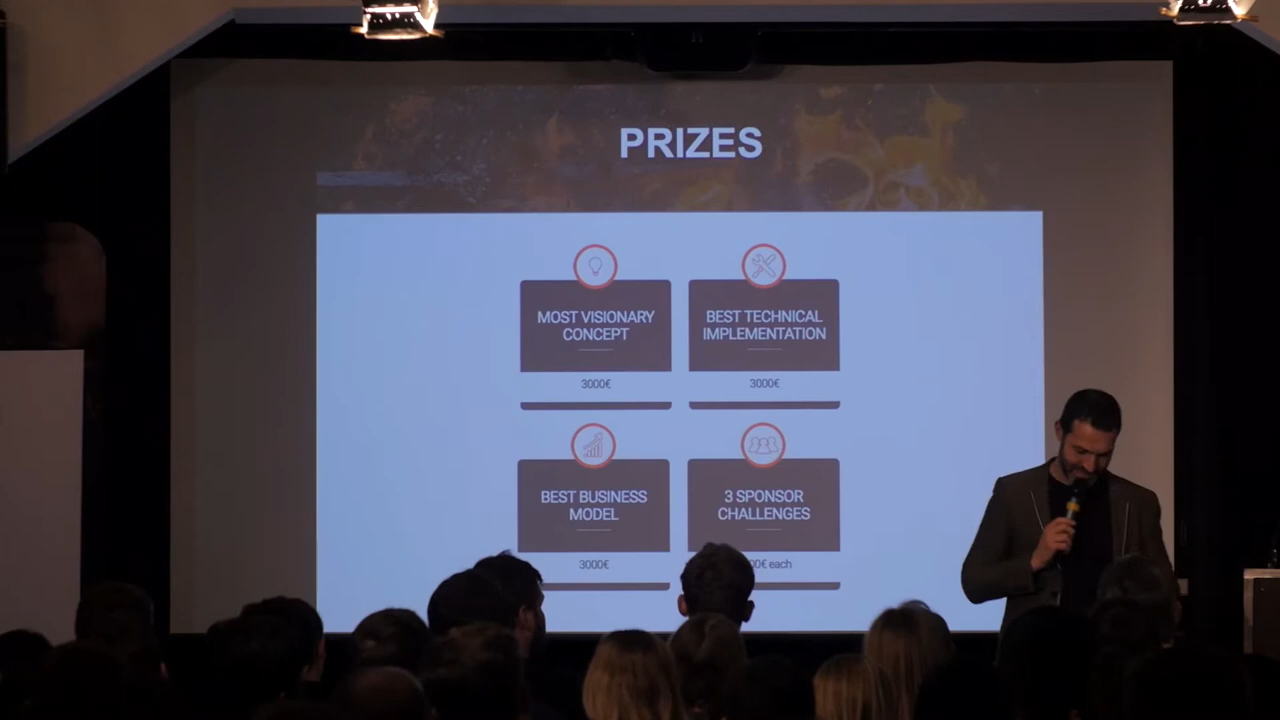 PRIZES
MOST VISIONARY
CONCEPT
3000€
BEST TECHNICAL
IMPLEMENTATION
3000€
BEST BUSINESS
MODEL
3000€
3 SPONSOR
CHALLENGES
each